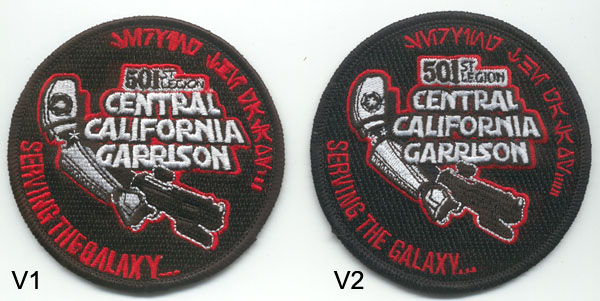 501ST
LEGION
CENTRAL
CALIFORNIA
GARRISON
SERVING THE GALAXY...
V1
501ST
LEGION
CENTRAL
CALIFORNIA
GARRISON
SERVING THE GALAXY...
V2